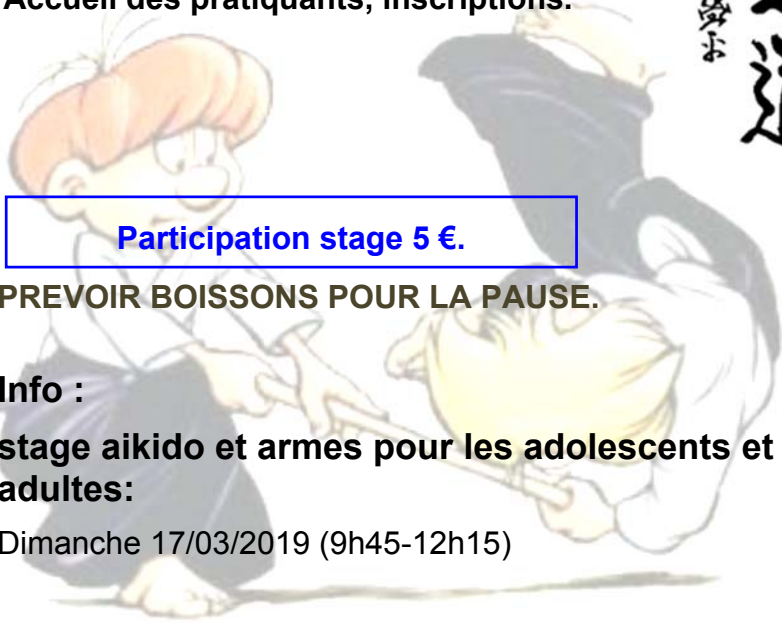 Accueil des pratiquants, inscriptions.
Participation stage 5 €.
PREVOIR BOISSONS POUR LA PAUSE.
Info :
stage aikido et armes pour les adolescents et
adultes:
Dimanche 17/03/2019 (9h45-12h15)